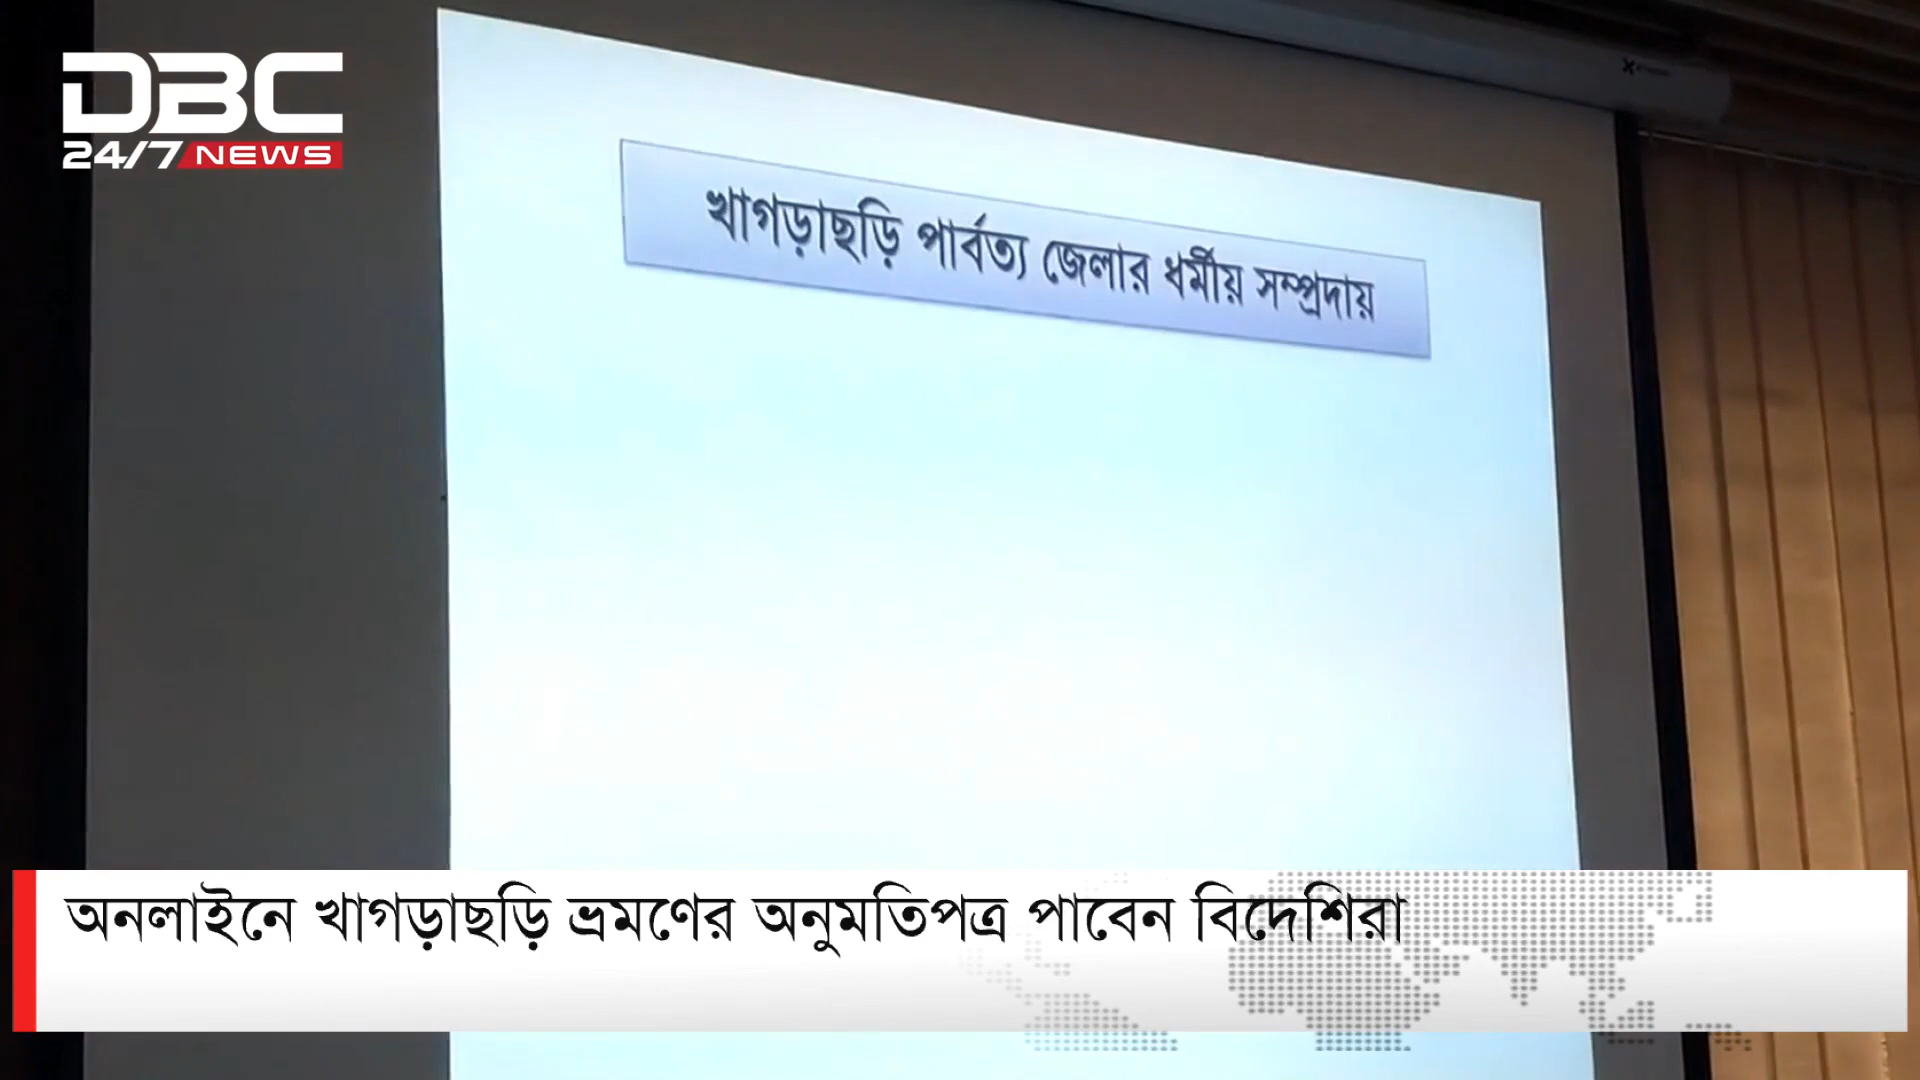 DBC
24/7 NEWS
খাগড়াছড়ি পার্বত্য জেলার ধর্মীয় সম্প্রদায়
অনলাইনে খাগড়াছড়ি ভ্রমণের অনুমতিপত্র পাবেন বিদেশিরা